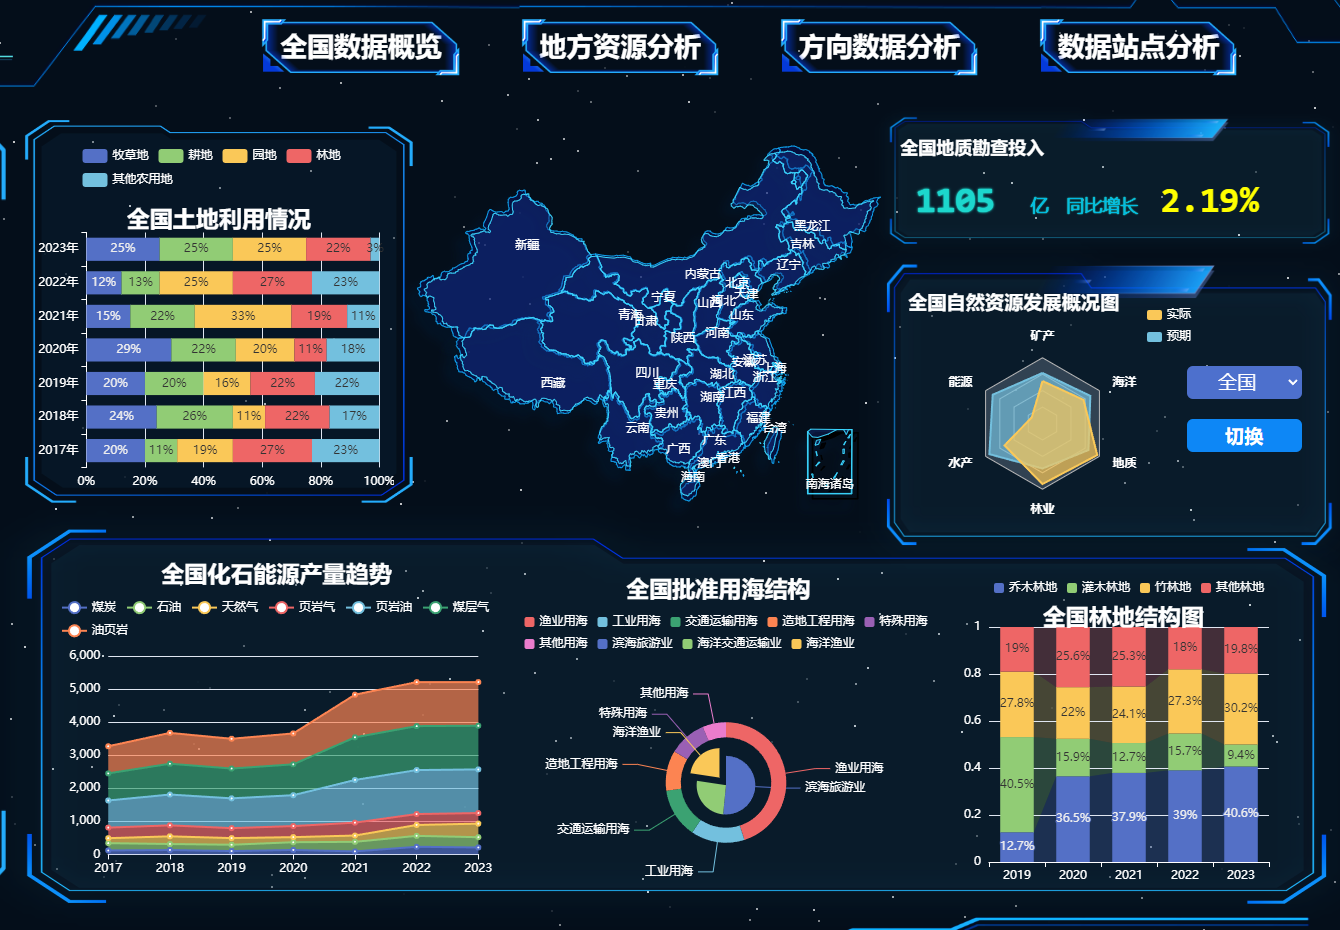 全国数据概览
地方资源分析
方向数据分析
数据站点分析
牧草地 耕地 园地 林地
其他农用地
全国土地利用情况
2023年 25% 25% 25% 22% 3%
2022年 12% 13% 25% 27% 23%
2021年 15% 22% 33% 19% 11%
2020年 29% 22% 20% 11% 18%
2019年 20% 20% 16% 22% 22%
2018年 24% 26% 11% 22% 17%
2017年 20% 11% 19% 27% 23%
0% 20% 40% 60% 80% 100%
黑龙江
新疆
吉林
辽宁
内蒙古
北京
天津
宁夏
山西
河北
青海
甘肃
山东
陕西
河南
江苏
安徽
上海
四川
湖北
浙江
西藏
重庆
湖南
江西
贵州
福建
云南
台湾
广东
广西
香港
澳门
海南
南海诸岛
全国地质勘查投入
1105 亿 同比增长 2.19%
全国自然资源发展概况图
实际
预期
矿产
能源
海洋
水产
地质
林业
全国
切换
全国化石能源产量趋势
煤炭 石油 天然气 页岩气 页岩油 煤层气
油页岩
6,000
5,000
4,000
3,000
2,000
1,000
0
2017 2018 2019 2020 2021 2022 2023
全国批准用海结构
渔业用海 工业用海 交通运输用海 造地工程用海 特殊用海
其他用海 滨海旅游业 海洋交通运输业 海洋渔业
其他用海
特殊用海
海洋渔业
造地工程用海
渔业用海
滨海旅游业
交通运输用海
工业用海
乔木林地 灌木林地 竹林地 其他林地
全国林地结构图
1
0.8
0.6
0.4
0.2
0
19% 25.6% 25.3% 18% 19.8%
27.8% 22% 24.1% 27.3% 30.2%
40.5% 15.9% 12.7% 15.7% 9.4%
12.7% 36.5% 37.9% 39% 40.6%
2019 2020 2021 2022 2023